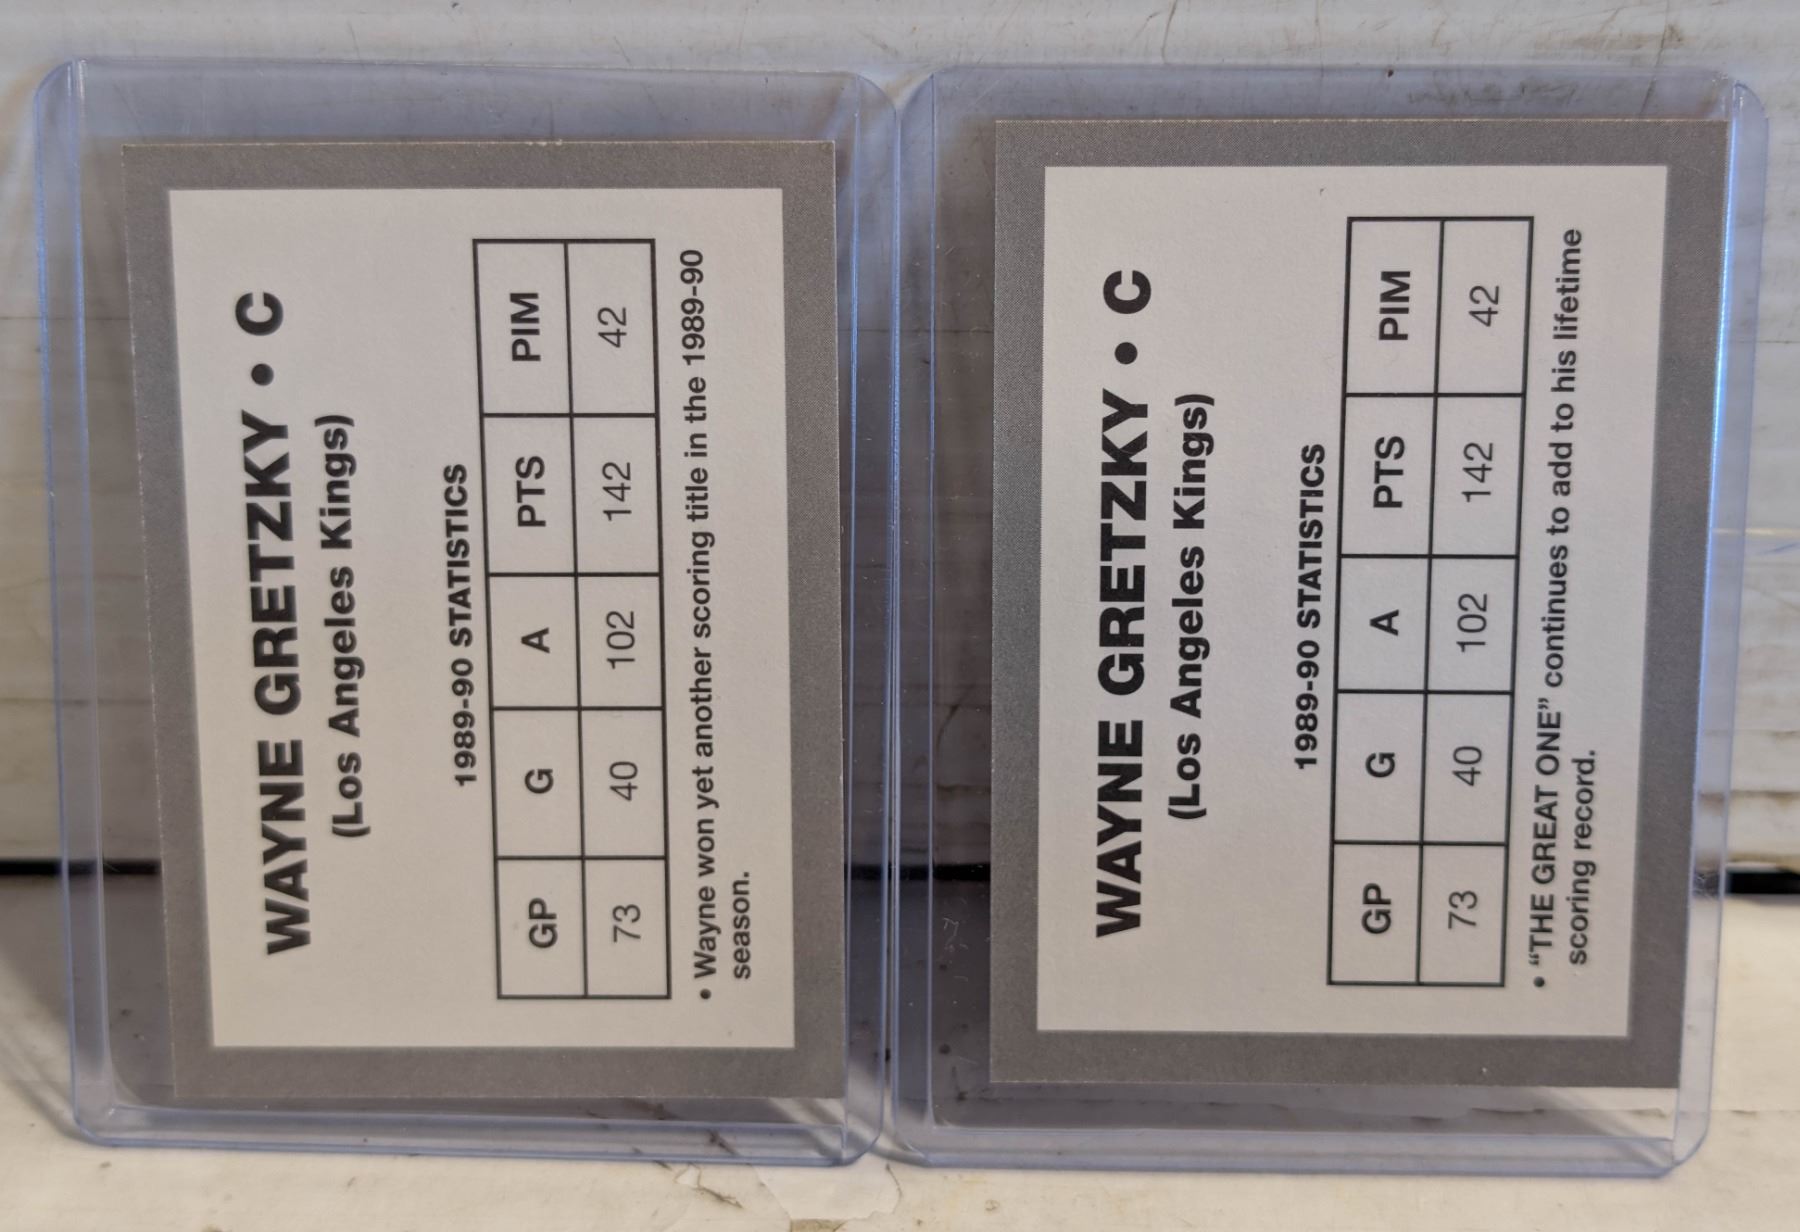 WAYNE GRETZKY • C
(Los Angeles Kings)
1989-90 STATISTICS
GP G A PTS PIM
73 40 102 142 42
• Wayne won yet another scoring title in the 1989-90
season.
WAYNE GRETZKY • C
(Los Angeles Kings)
1989-90 STATISTICS
GP G A PTS PIM
73 40 102 142 42
• “THE GREAT ONE” continues to add to his lifetime
scoring record.